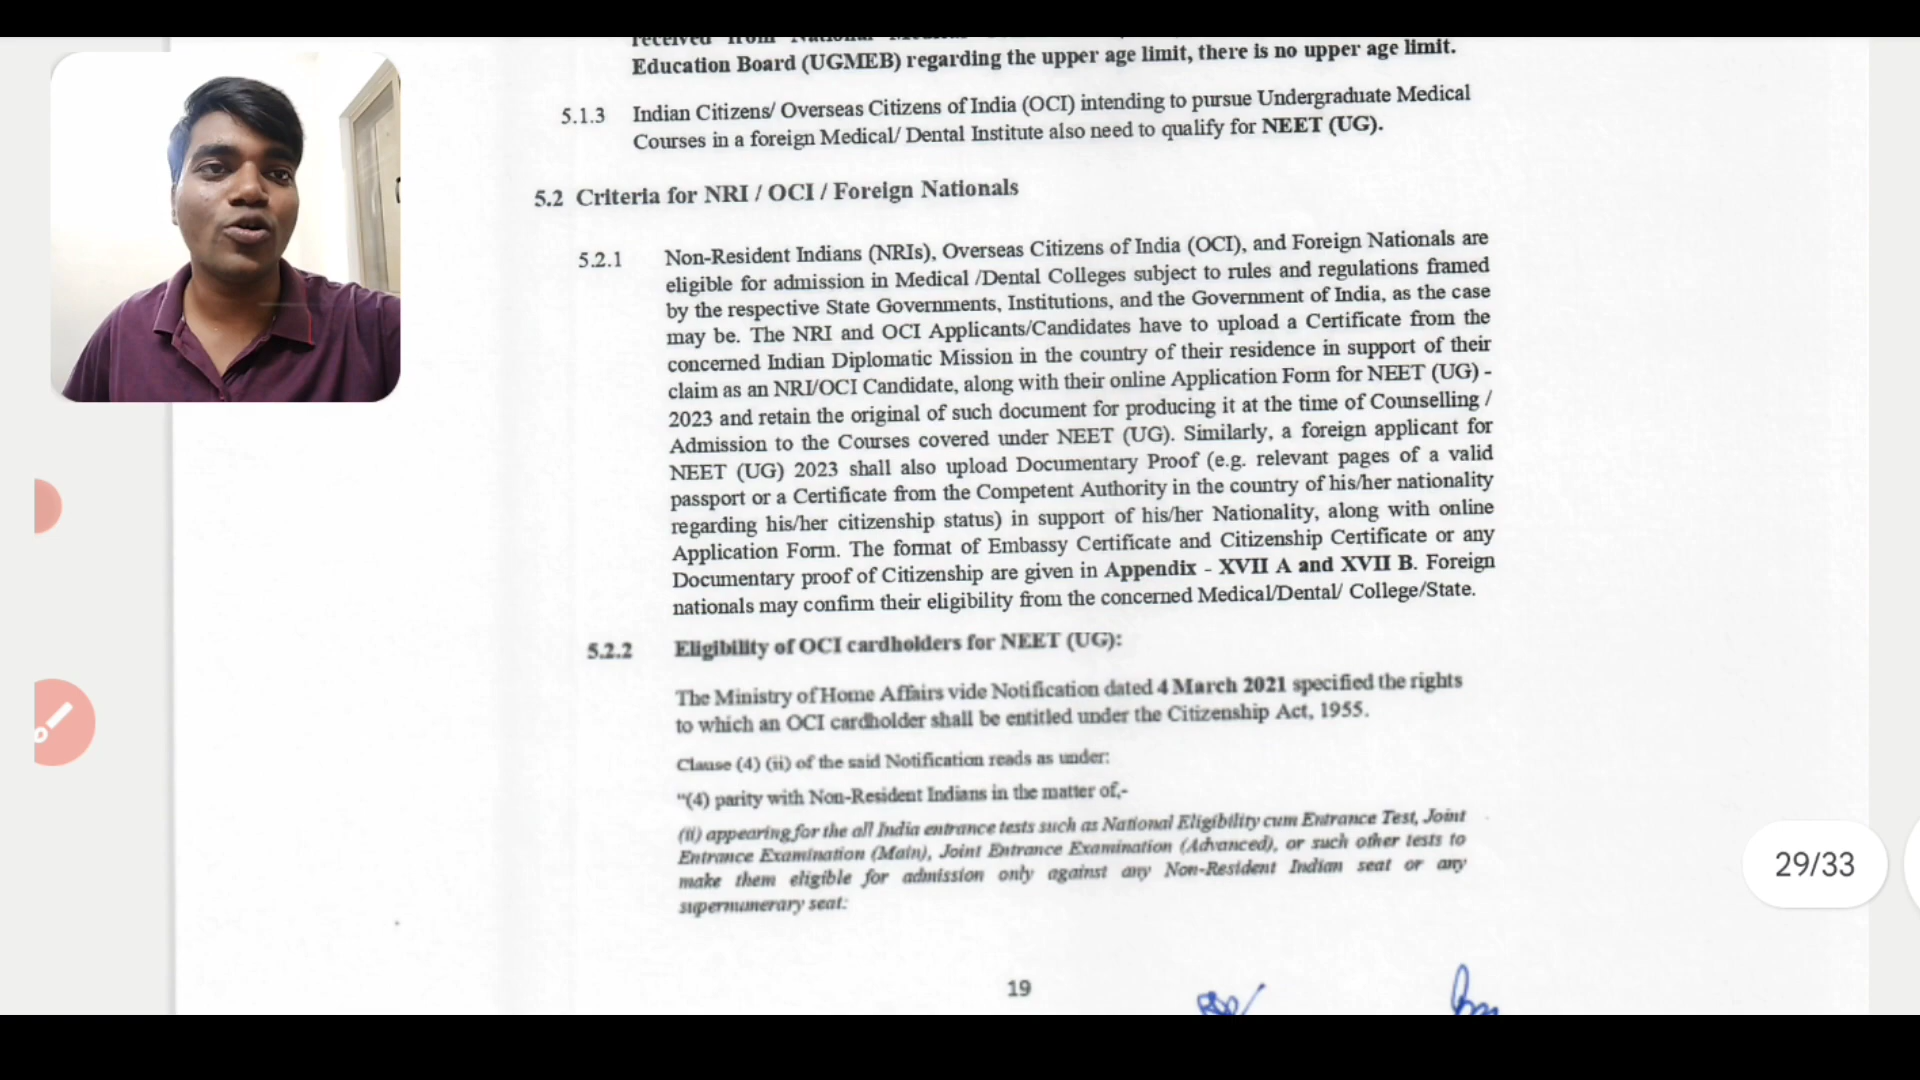 Education Board (UGMEB) regarding the upper age limit, there is no upper age limit.
5.1.3 Indian Citizens/ Overseas Citizens of India (OCI) intending to pursue Undergraduate Medical
Courses in a foreign Medical/ Dental Institute also need to qualify for NEET (UG).
5.2 Criteria for NRI / OCI / Foreign Nationals
5.2.1 Non-Resident Indians (NRIs), Overseas Citizens of India (OCI), and Foreign Nationals are
eligible for admission in Medical /Dental Colleges subject to rules and regulations framed
by the respective State Governments, Institutions, and the Government of India, as the case
may be. The NRI and OCI Applicants/Candidates have to upload a Certificate from the
concerned Indian Diplomatic Mission in the country of their residence in support of their
claim as an NRI/OCI Candidate, along with their online Application Form for NEET (UG) -
2023 and retain the original of such document for producing it at the time of Counselling /
Admission to the Courses covered under NEET (UG). Similarly, a foreign applicant for
NEET (UG) 2023 shall also upload Documentary Proof (e.g. relevant pages of a valid
passport or a Certificate from the Competent Authority in the country of his/her nationality
regarding his/her citizenship status) in support of his/her Nationality, along with online
Application Form. The format of Embassy Certificate and Citizenship Certificate or any
Documentary proof of Citizenship are given in Appendix - XVII A and XVII B. Foreign
nationals may confirm their eligibility from the concerned Medical/Dental/ College/State.
5.2.2 Eligibility of OCI cardholders for NEET (UG):
The Ministry of Home Affairs vide Notification dated 4 March 2021 specified the rights
to which an OCI cardholder shall be entitled under the Citizenship Act, 1955.
Clause (4) (ii) of the said Notification reads as under:
"(4) parity with Non-Resident Indians in the matter of,-
(ii) appearing for the all India entrance tests such as National Eligibility cum Entrance Test, Joint
Entrance Examination (Main), Joint Entrance Examination (Advanced), or such other tests to
make them eligible for admission only against any Non-Resident Indian seat or any
supernumerary seat:
29/33
19